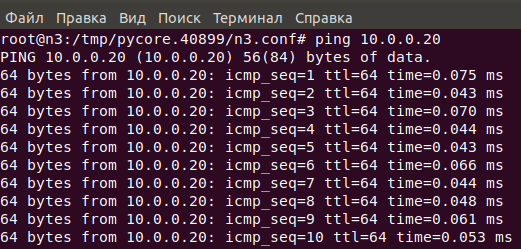 Файл Правка Вид Поиск Терминал Справка
root@n3:/tmp/pycore.40899/n3.conf# ping 10.0.0.20
PING 10.0.0.20 (10.0.0.20) 56(84) bytes of data.
64 bytes from 10.0.0.20: icmp_seq=1 ttl=64 time=0.075 ms
64 bytes from 10.0.0.20: icmp_seq=2 ttl=64 time=0.043 ms
64 bytes from 10.0.0.20: icmp_seq=3 ttl=64 time=0.070 ms
64 bytes from 10.0.0.20: icmp_seq=4 ttl=64 time=0.044 ms
64 bytes from 10.0.0.20: icmp_seq=5 ttl=64 time=0.043 ms
64 bytes from 10.0.0.20: icmp_seq=6 ttl=64 time=0.066 ms
64 bytes from 10.0.0.20: icmp_seq=7 ttl=64 time=0.044 ms
64 bytes from 10.0.0.20: icmp_seq=8 ttl=64 time=0.048 ms
64 bytes from 10.0.0.20: icmp_seq=9 ttl=64 time=0.061 ms
64 bytes from 10.0.0.20: icmp_seq=10 ttl=64 time=0.053 ms